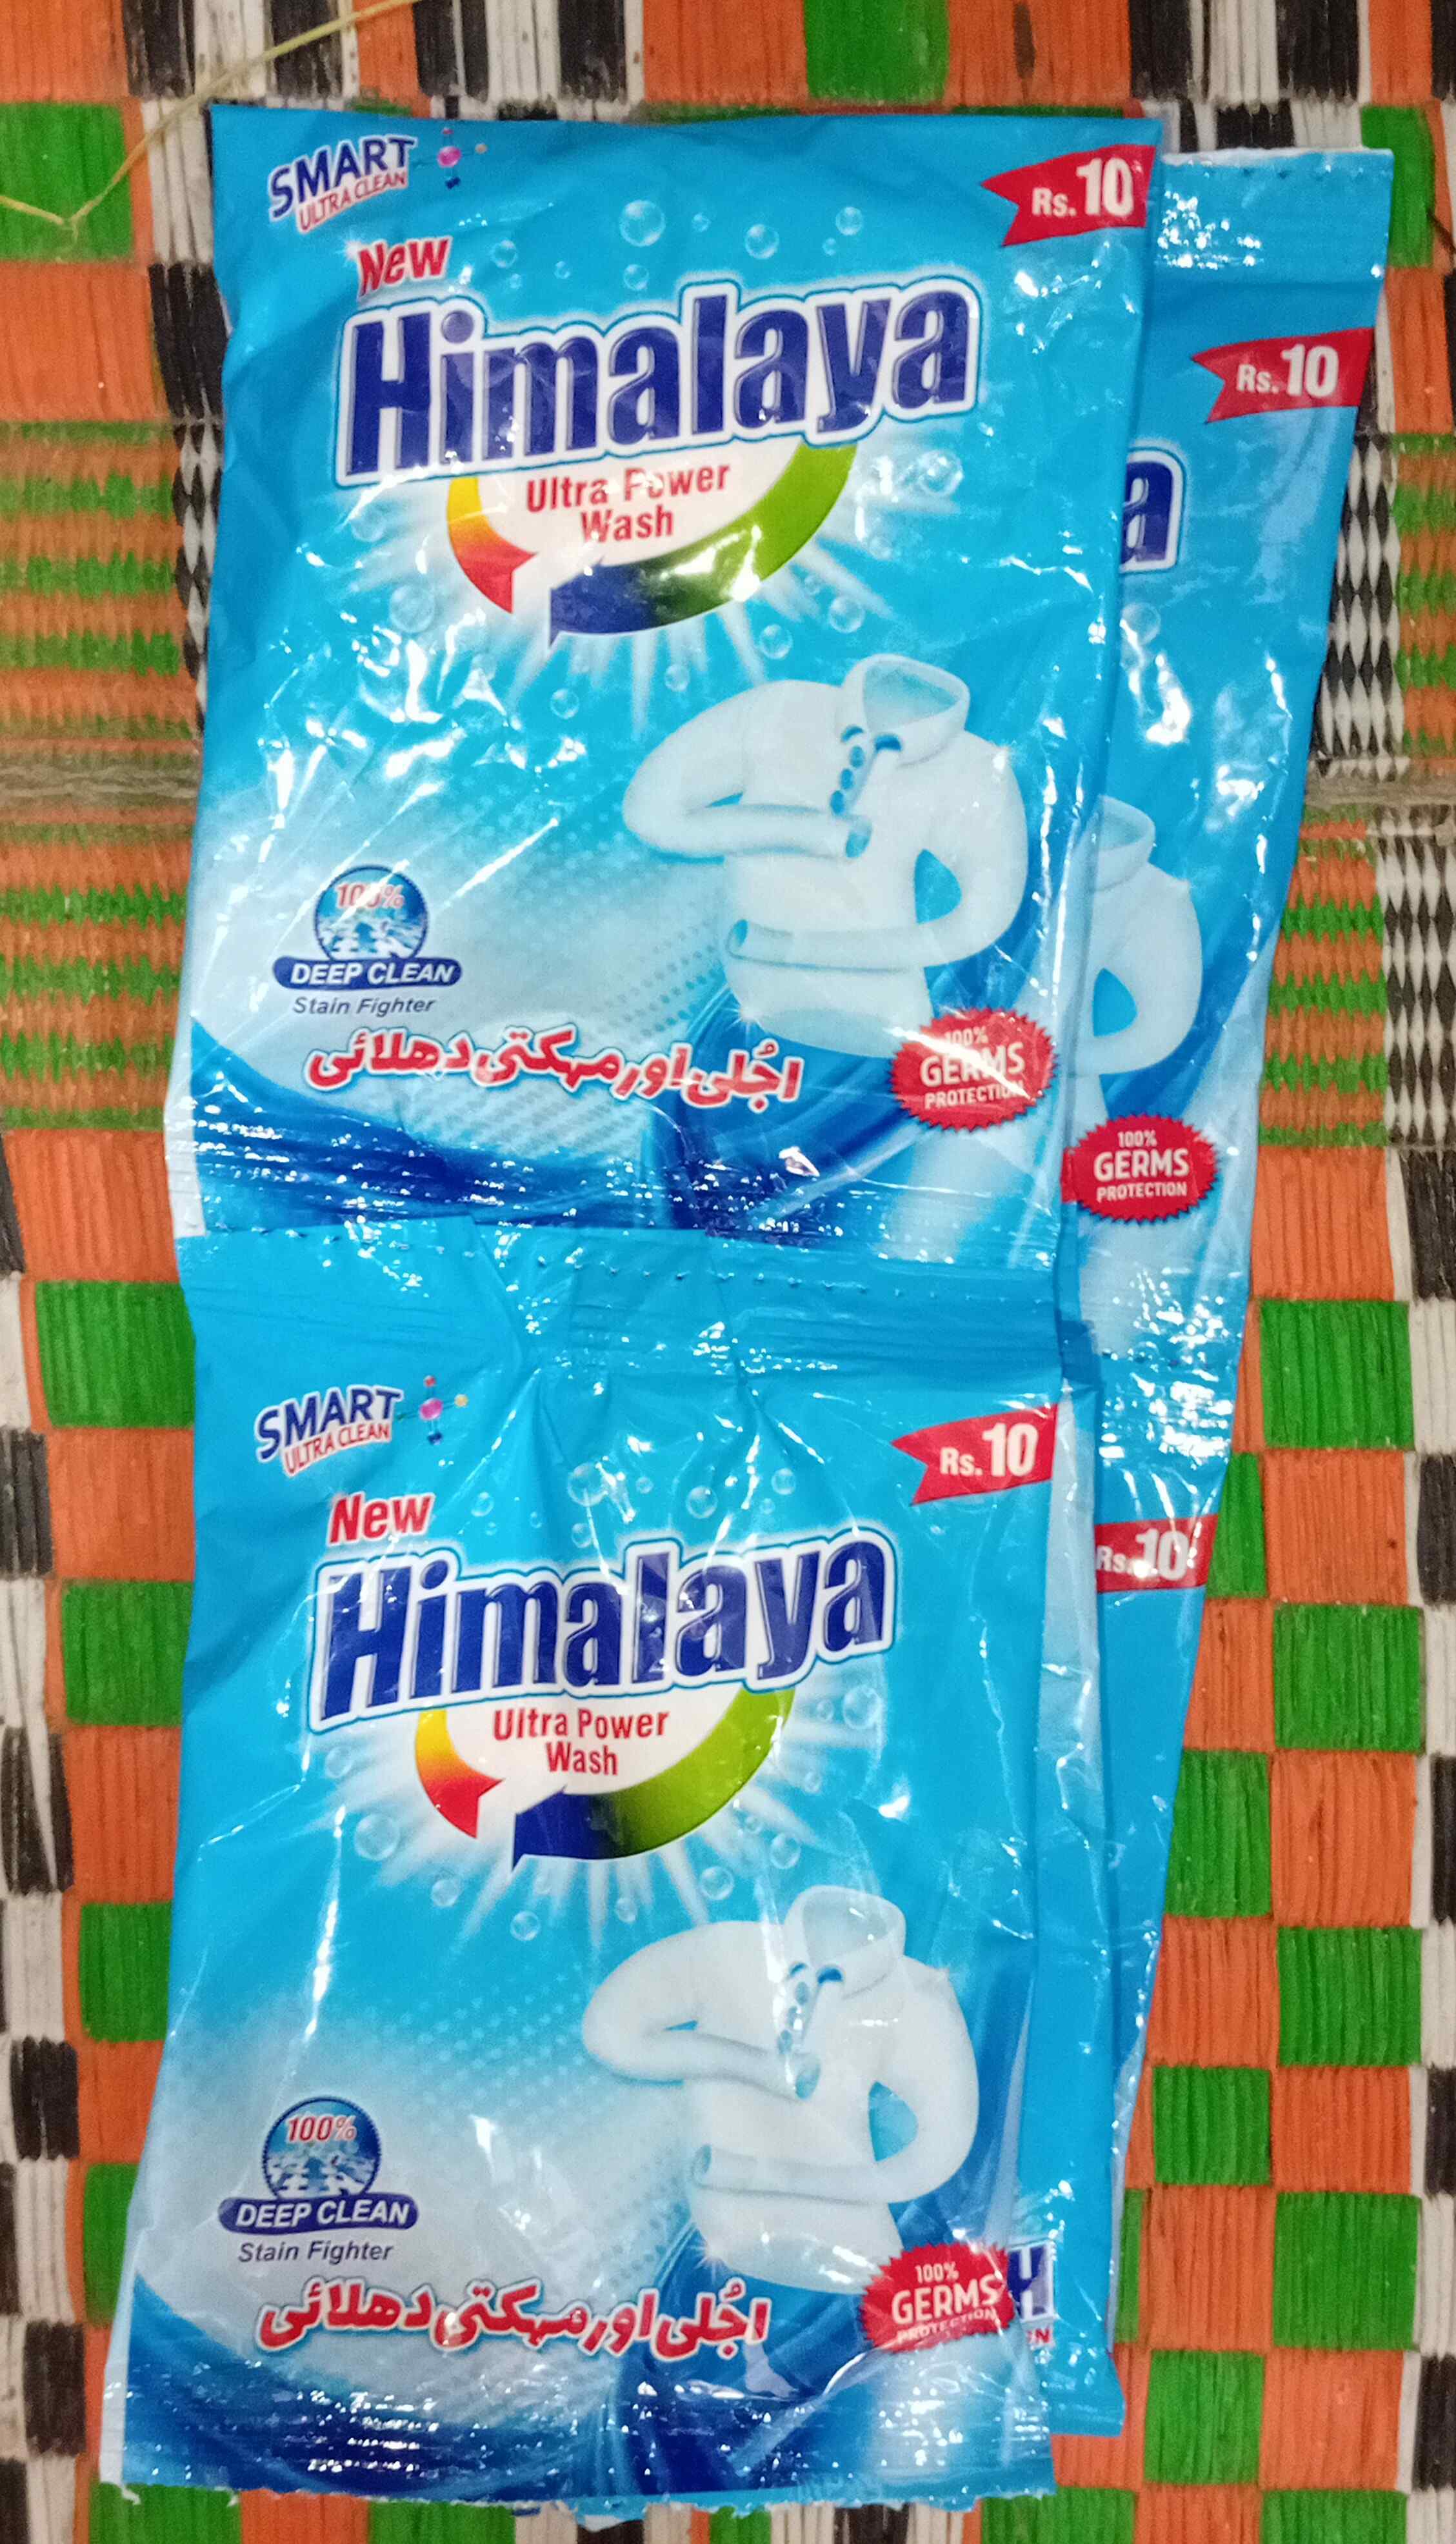 SMART
ULTRA CLEAN
Rs.10
New
Himalaya
Ultra Power
Wash
100%
DEEP CLEAN
Stain Fighter
اجُلی اور مہکتی دھلائی
100%
GERMS
PROTECTION
Rs.10
a
100%
GERMS
PROTECTION
SMART
ULTRA CLEAN
Rs.10
New
Himalaya
Ultra Power
Wash
100%
DEEP CLEAN
Stain Fighter
اجُلی اور مہکتی دھلائی
100%
GERMS
PROTECTION
Rs.10
H